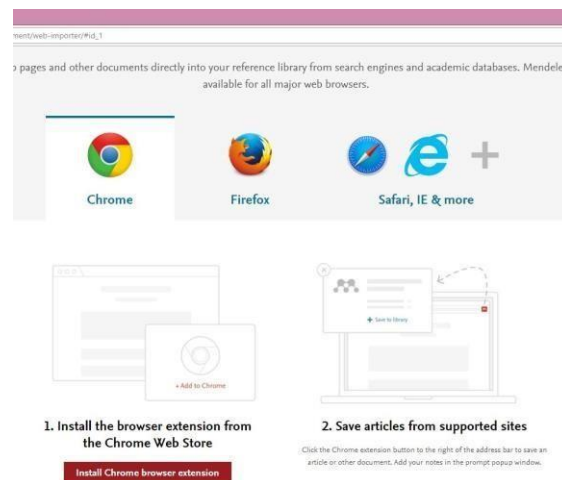 ment/web-importer/#id_1
pages and other documents directly into your reference library from search engines and academic databases. Mendele
available for all major web browsers.
Chrome
Firefox
Safari, IE & more
+ Add to Chrome
+ Save to library
1. Install the browser extension from
the Chrome Web Store
Install Chrome browser extension
2. Save articles from supported sites
Click the Chrome extension button to the right of the address bar to save an
article or other document. Add your notes in the prompt popup window.